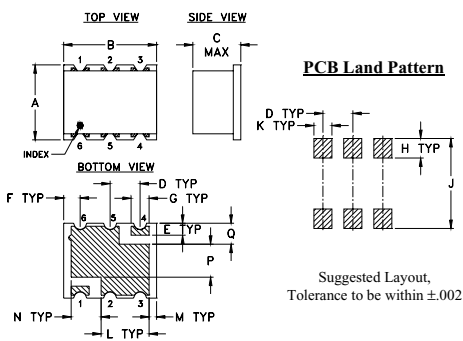 TOP VIEW
SIDE VIEW
B
C
MAX
1 2 3
A
6 5 4
INDEX
BOTTOM VIEW
F TYP
D TYP
G TYP
6 5 4
E TYP
Q
P
1 2 3
N TYP
M TYP
L TYP
PCB Land Pattern
D TYP
K TYP
H TYP
J
Suggested Layout,
Tolerance to be within ±.002